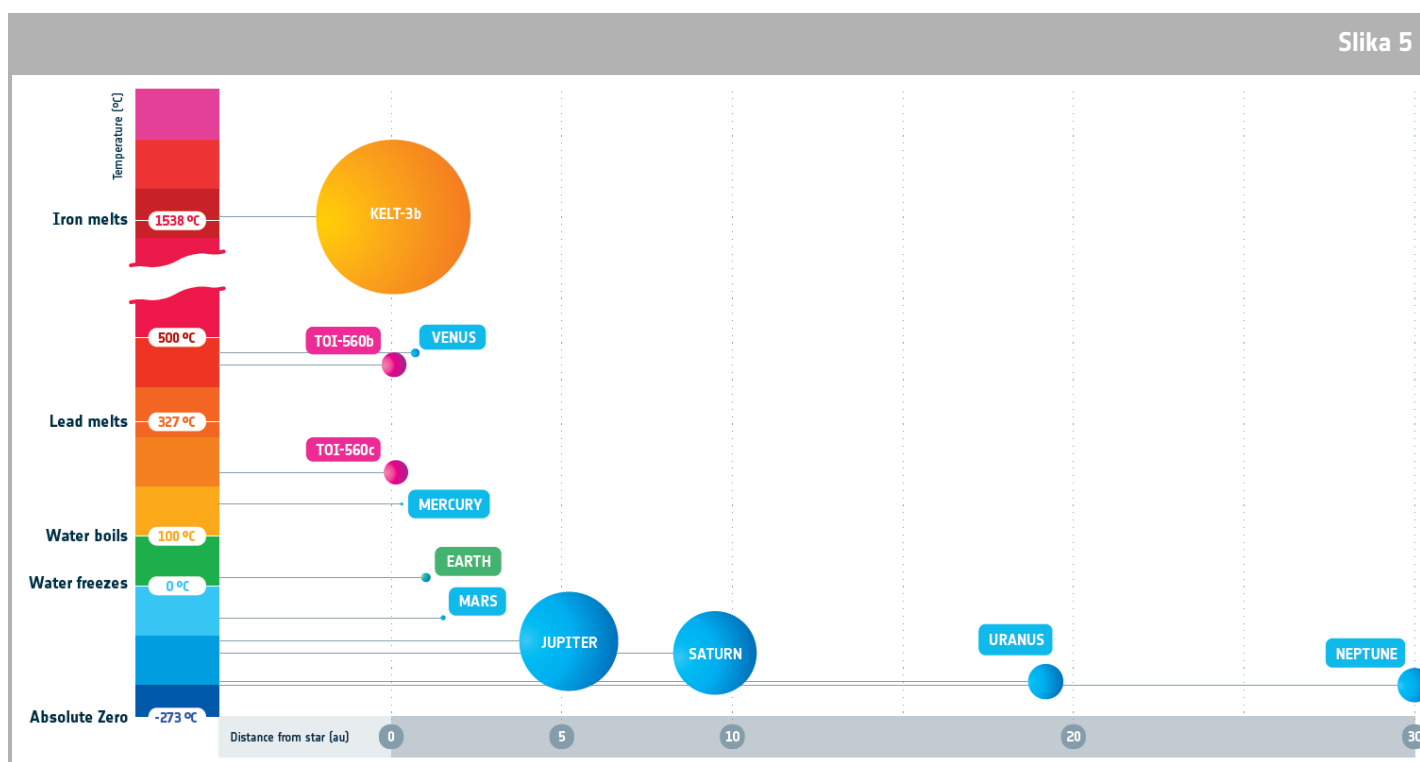 Slika 5
Temperature (ºC)
Iron melts
1538 ºC
KELT-3b
500 ºC
TOI-560b
VENUS
Lead melts
327 ºC
TOI-560c
MERCURY
Water boils
100 ºC
EARTH
Water freezes
0 ºC
MARS
JUPITER
SATURN
URANUS
NEPTUNE
Absolute Zero
-273 ºC
Distance from star (au)
0
5
10
20
30